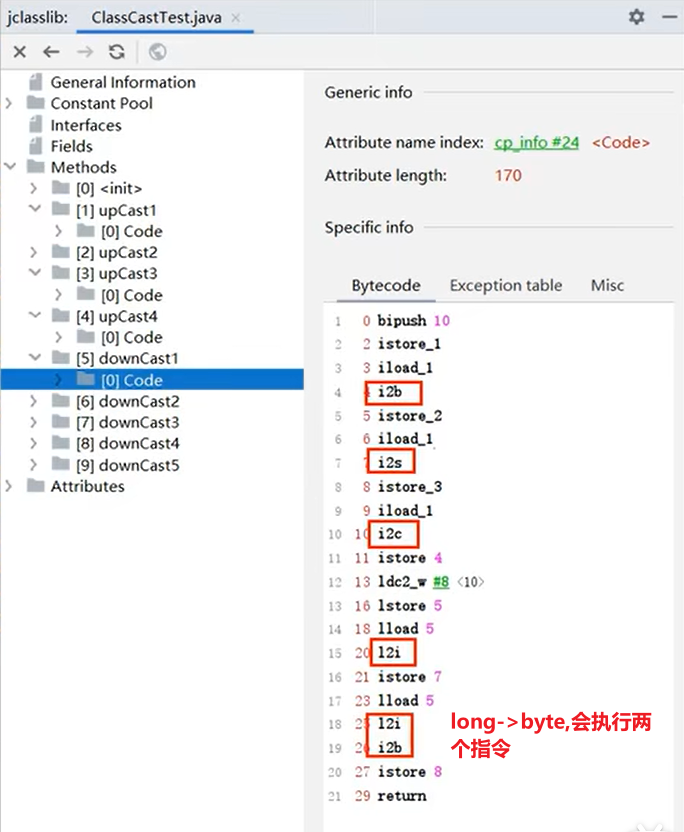 jclasslib: ClassCastTest.java
General Information
Constant Pool
Interfaces
Fields
Methods
[0] <init>
[1] upCast1
[0] Code
[2] upCast2
[3] upCast3
[0] Code
[4] upCast4
[0] Code
[5] downCast1
[0] Code
[6] downCast2
[7] downCast3
[8] downCast4
[9] downCast5
Attributes
Generic info
Attribute name index: cp_info #24 <Code>
Attribute length: 170
Specific info
Bytecode Exception table Misc
1 0 bipush 10
2 2 istore_1
3 3 iload_1
4 4 i2b
5 5 istore_2
6 6 iload_1
7 7 i2s
8 8 istore_3
9 9 iload_1
10 10 i2c
11 11 istore 4
12 13 ldc2_w #8 <10>
13 16 lstore 5
14 18 lload 5
15 20 l2i
16 21 istore 7
17 23 lload 5
18 25 l2i
19 26 i2b
20 27 istore 8
21 29 return
long->byte,会执行两
个指令